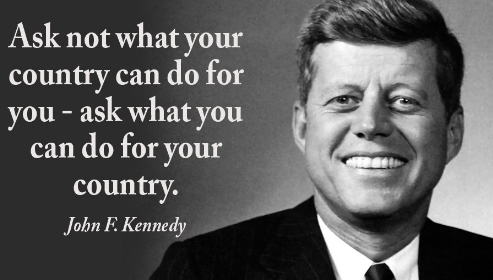 Ask not what your
country can do for
you - ask what you
can do for your
country.
John F. Kennedy